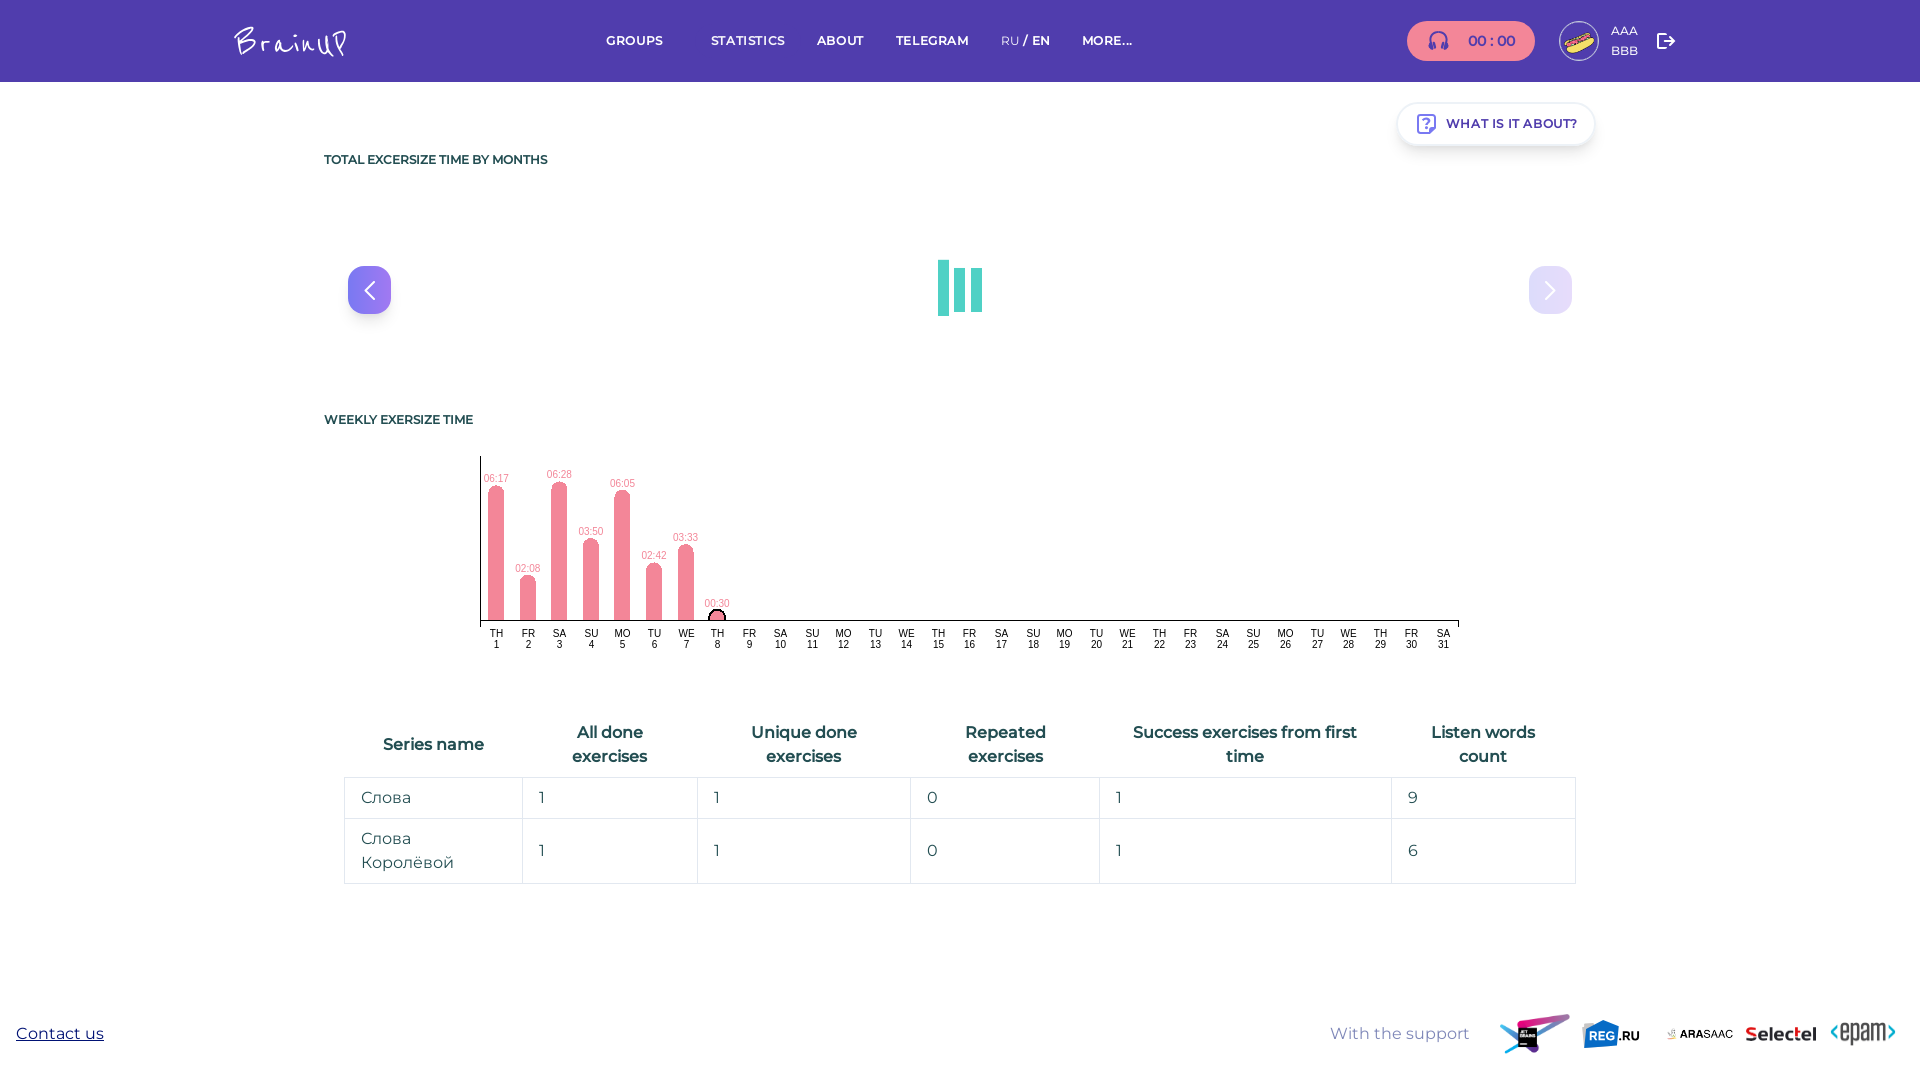 BrainUP
GROUPS STATISTICS ABOUT TELEGRAM RU / EN MORE...
00 : 00
AAA
BBB
WHAT IS IT ABOUT?
TOTAL EXCERSIZE TIME BY MONTHS
WEEKLY EXERSIZE TIME
06:17 02:08 06:28 03:50 06:05 02:42 03:33 00:30
TH FR SA SU MO TU WE TH FR SA SU MO TU WE TH FR SA SU MO TU WE TH FR SA SU MO TU WE TH FR SA
1 2 3 4 5 6 7 8 9 10 11 12 13 14 15 16 17 18 19 20 21 22 23 24 25 26 27 28 29 30 31
Series name All done exercises Unique done exercises Repeated exercises Success exercises from first time Listen words count
Слова 1 1 0 1 9
Слова Королёвой 1 1 0 1 6
Contact us
With the support
REG.RU
ARASAAC
Selectel
<epam>